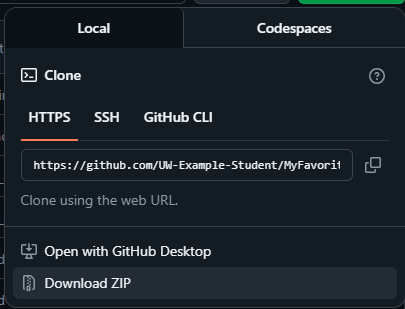 Local
Codespaces
Clone
HTTPS
SSH
GitHub CLI
https://github.com/UW-Example-Student/MyFavorit
Clone using the web URL.
Open with GitHub Desktop
Download ZIP